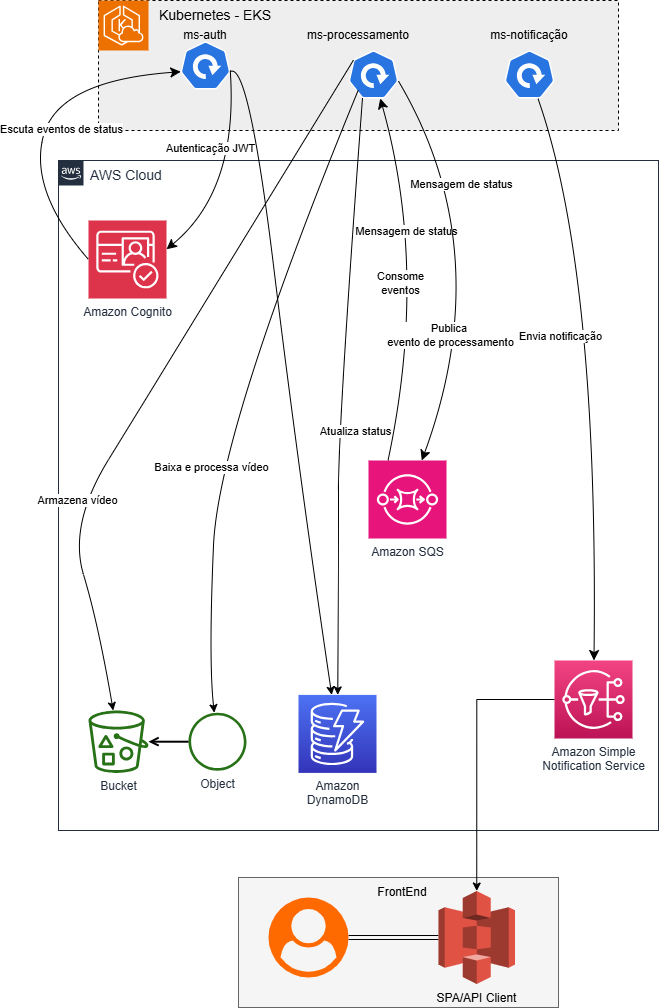 Kubernetes - EKS
ms-auth
ms-processamento
ms-notificação
Escuta eventos de status
Autenticação JWT
aws
AWS Cloud
Mensagem de status
Mensagem de status
Consome
eventos
Amazon Cognito
Publica
evento de processamento
Envia notificação
Atualiza status
Baixa e processa vídeo
Armazena vídeo
Amazon SQS
Bucket
Object
Amazon
DynamoDB
Amazon Simple
Notification Service
FrontEnd
SPA/API Client